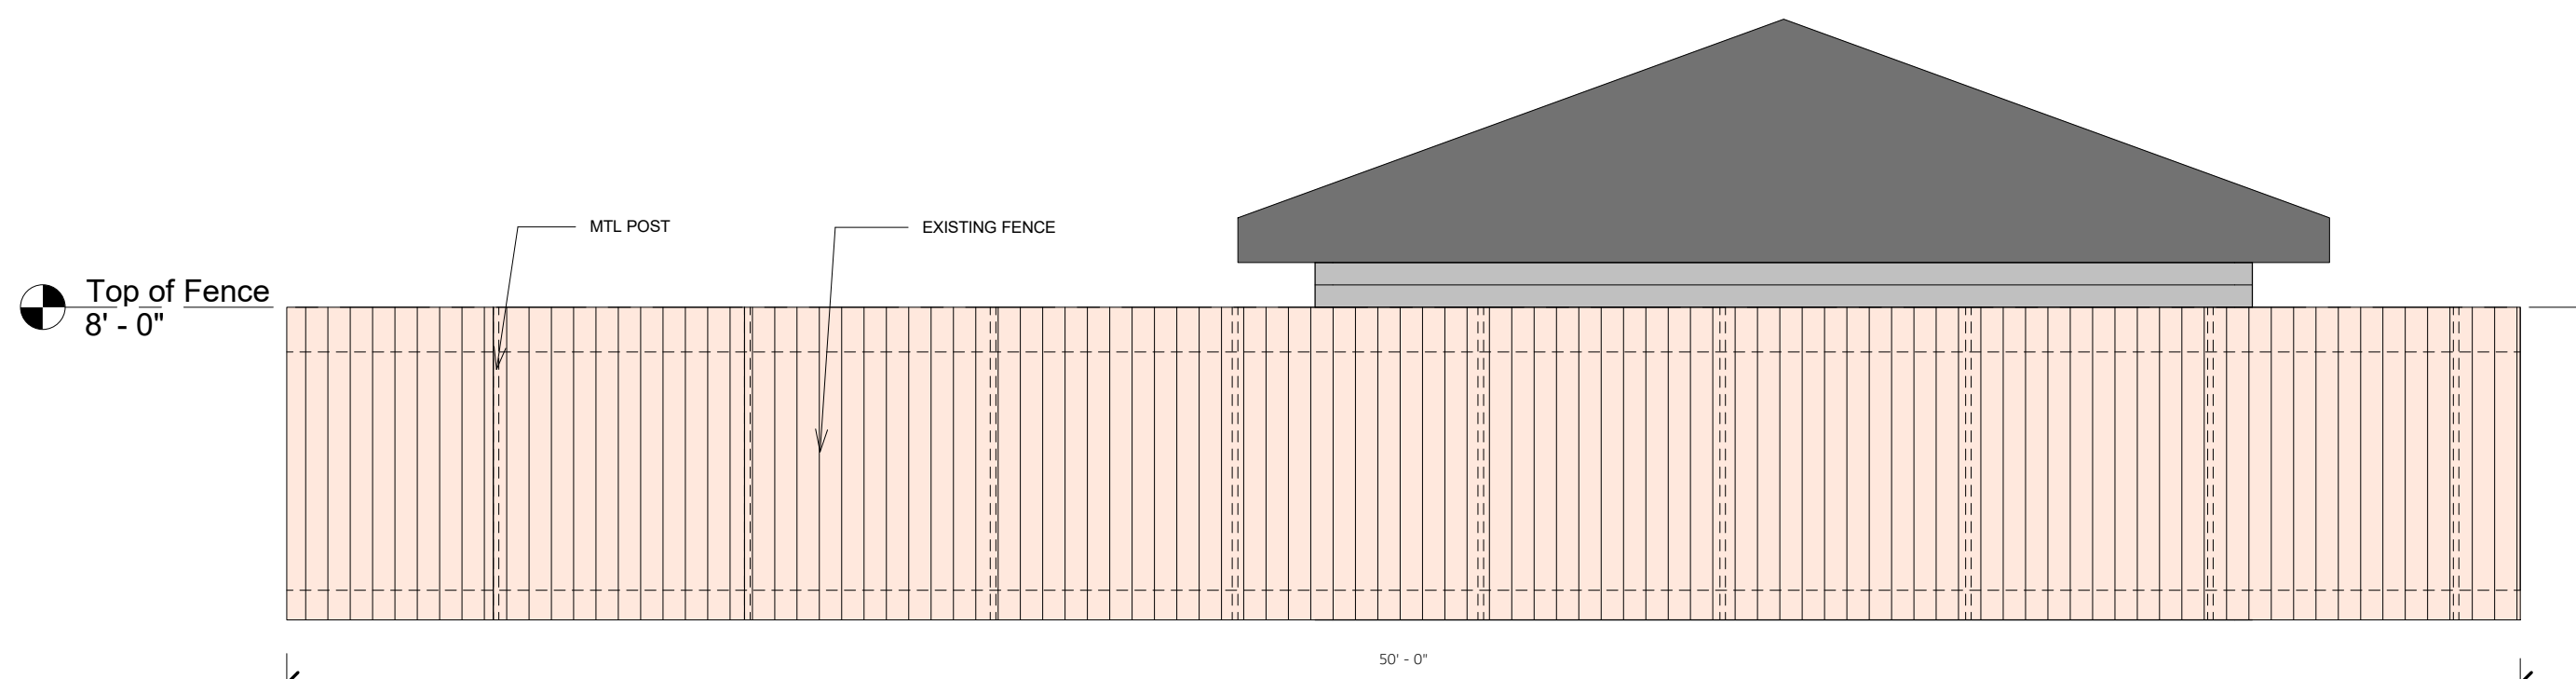 MTL POST
EXISTING FENCE
Top of Fence
8' - 0"
50' - 0"